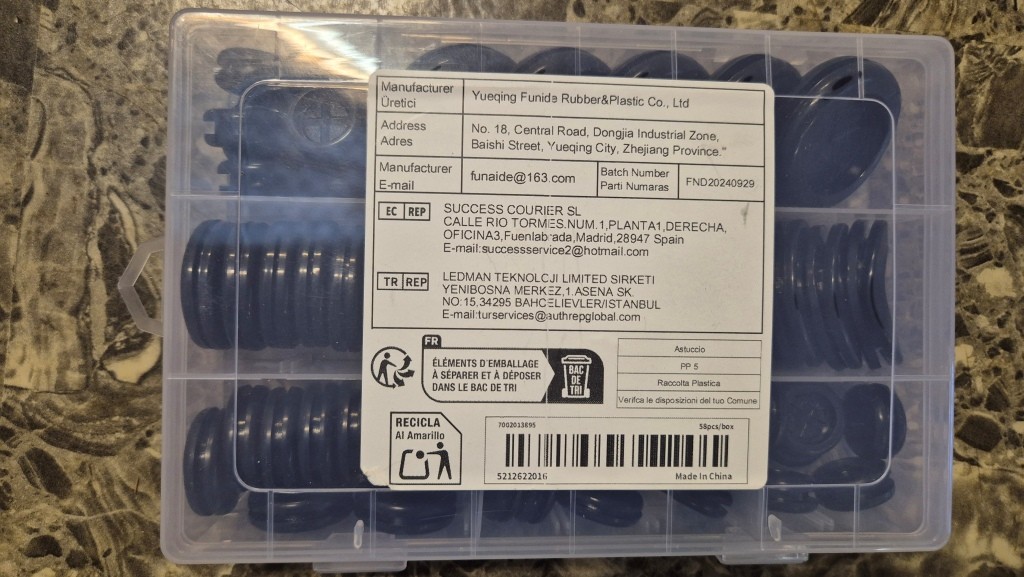 Manufacturer
Üretici
Yueqing Funide Rubber&Plastic Co., Ltd
Address
Adres
No. 18, Central Road, Dongjia Industrial Zone,
Baishi Street, Yueqing City, Zhejiang Province."
Manufacturer
E-mail
funaide@163.com
Batch Number
Parti Numaras
FND20240929
EC REP
SUCCESS COURIER SL
CALLE RIO TORMES.NUM.1,PLANTA1,DERECHA,
OFICINA3,Fuenlabrada,Madrid,28947 Spain
E-mail:successservice2@hotmail.com
TR REP
LEDMAN TEKNOLCJI LIMITED SIRKETI
YENIBOSNA MERKEZ,1.ASENA SK.
NO:15,34295 BAHCELIEVLER/ISTANBUL
E-mail:turservices@authrepglobal.com
FR
ÉLÉMENTS D'EMBALLAGE
À SÉPARER ET À DÉPOSER
DANS LE BAC DE TRI
BAC
DE
TRI
Astuccio
PP 5
Raccolta Plastica
Verifca le disposizioni del tuo Comune
RECICLA
Al Amarillo
7002013895
58pcs/box
5212622016
Made In China